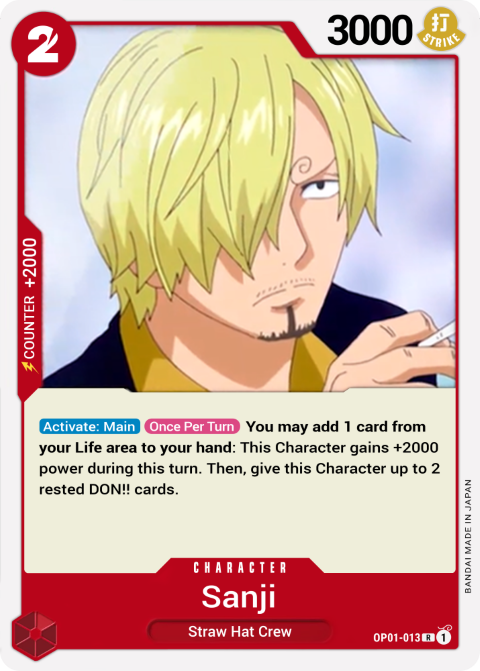 2
3000
打
STRIKE
COUNTER +2000
Activate: Main Once Per Turn You may add 1 card from
your Life area to your hand: This Character gains +2000
power during this turn. Then, give this Character up to 2
rested DON!! cards.
BANDAI MADE IN JAPAN
CHARACTER
Sanji
Straw Hat Crew
OP01-013 R 1